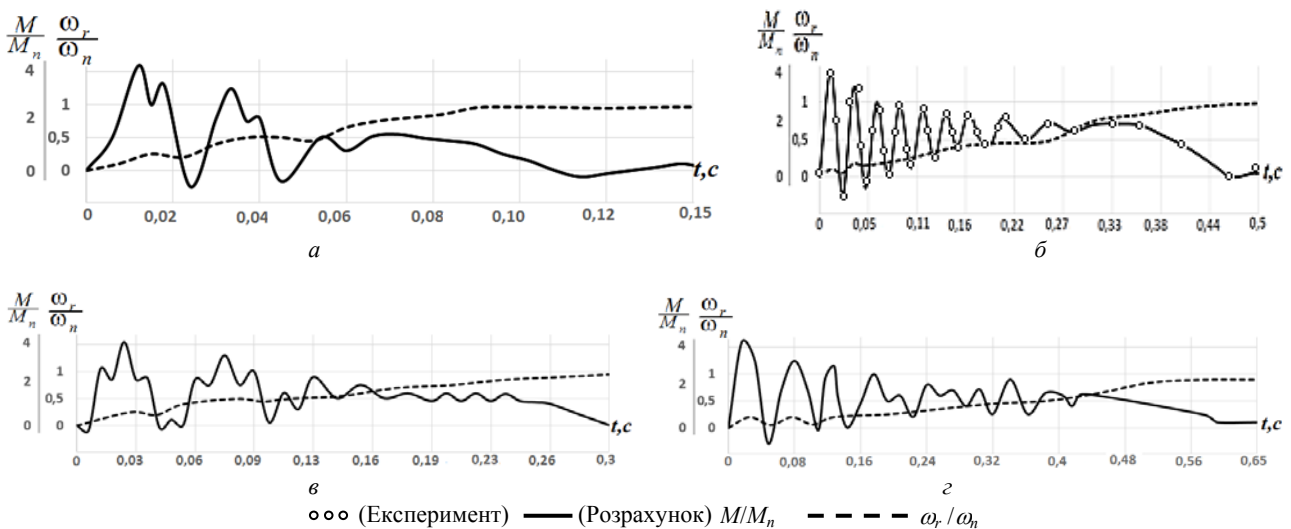 M/Mₙ ωᵣ/ωₙ
4
1
2
0,5
0 0
t,c
0 0,02 0,04 0,06 0,08 0,10 0,12 0,15
а
M/Mₙ ωᵣ/ωₙ
4
1
2
0,5
0 0
t,c
0 0,05 0,11 0,16 0,22 0,27 0,33 0,38 0,44 0,5
б
M/Mₙ ωᵣ/ωₙ
4
1
2
0,5
0 0
t,c
0 0,03 0,06 0,09 0,13 0,16 0,19 0,23 0,26 0,3
в
M/Mₙ ωᵣ/ωₙ
4
1
2
0,5
0 0
t,c
0 0,08 0,16 0,24 0,32 0,4 0,48 0,56 0,65
г
(Експеримент) (Розрахунок) M/Mₙ ωᵣ/ωₙ